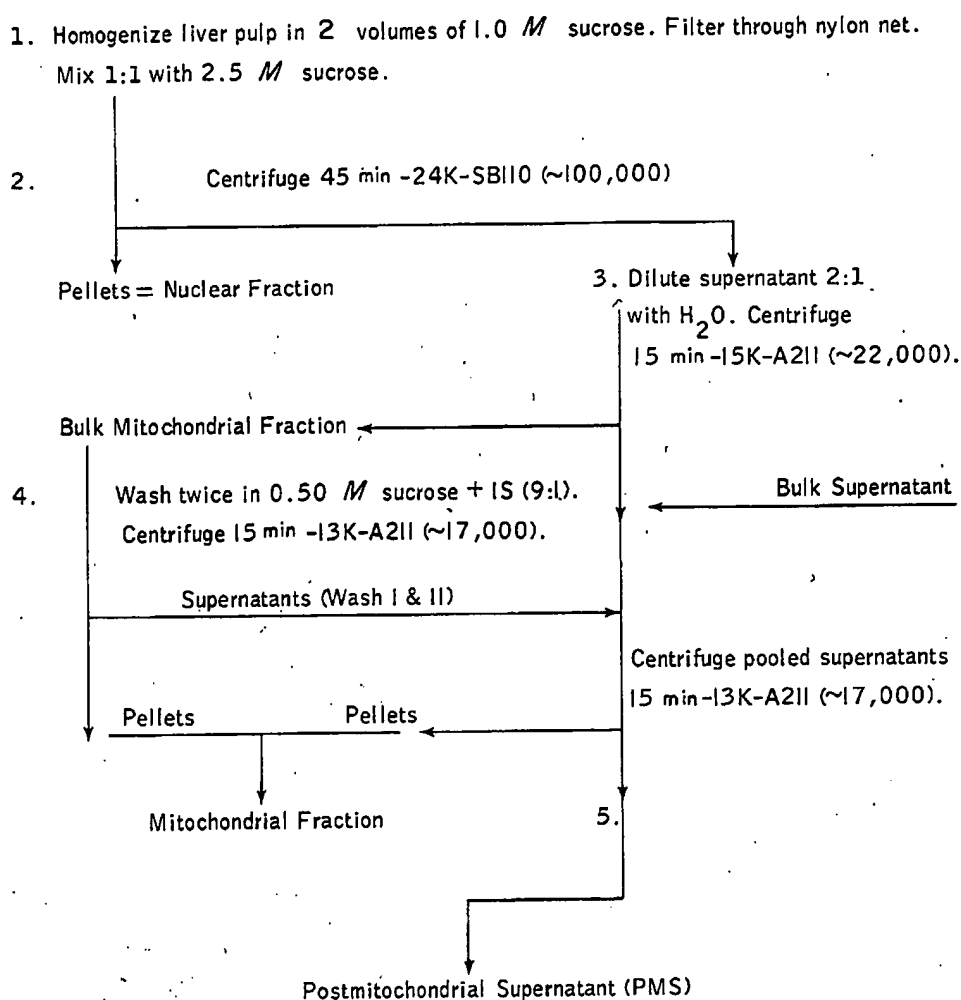 1. Homogenize liver pulp in 2 volumes of 1.0 M sucrose. Filter through nylon net.
Mix 1:1 with 2.5 M sucrose.
2. Centrifuge 45 min -24K-SB110 (~100,000)
Pellets = Nuclear Fraction
3. Dilute supernatant 2:1
with H2O. Centrifuge
15 min -15K-A211 (~22,000).
Bulk Mitochondrial Fraction
4. Wash twice in 0.50 M sucrose + IS (9:1).
Centrifuge 15 min -13K-A211 (~17,000).
Bulk Supernatant
Supernatants (Wash I & II)
Centrifuge pooled supernatants
15 min-13K-A211 (~17,000).
Pellets Pellets
Mitochondrial Fraction
5.
Postmitochondrial Supernatant (PMS)